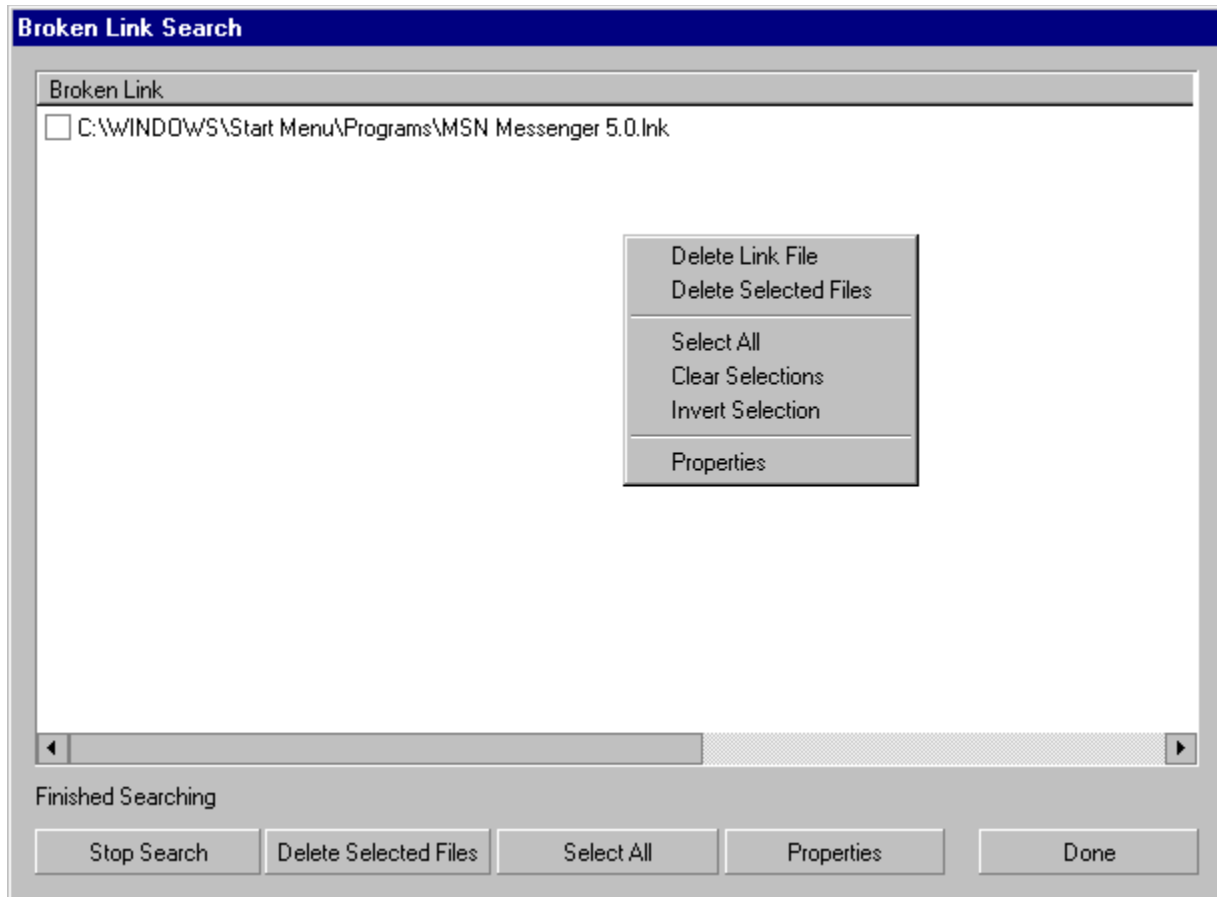 Broken Link Search
Broken Link
C:\WINDOWS\Start Menu\Programs\MSN Messenger 5.0.lnk
Delete Link File
Delete Selected Files
Select All
Clear Selections
Invert Selection
Properties
Finished Searching
Stop Search Delete Selected Files Select All Properties Done